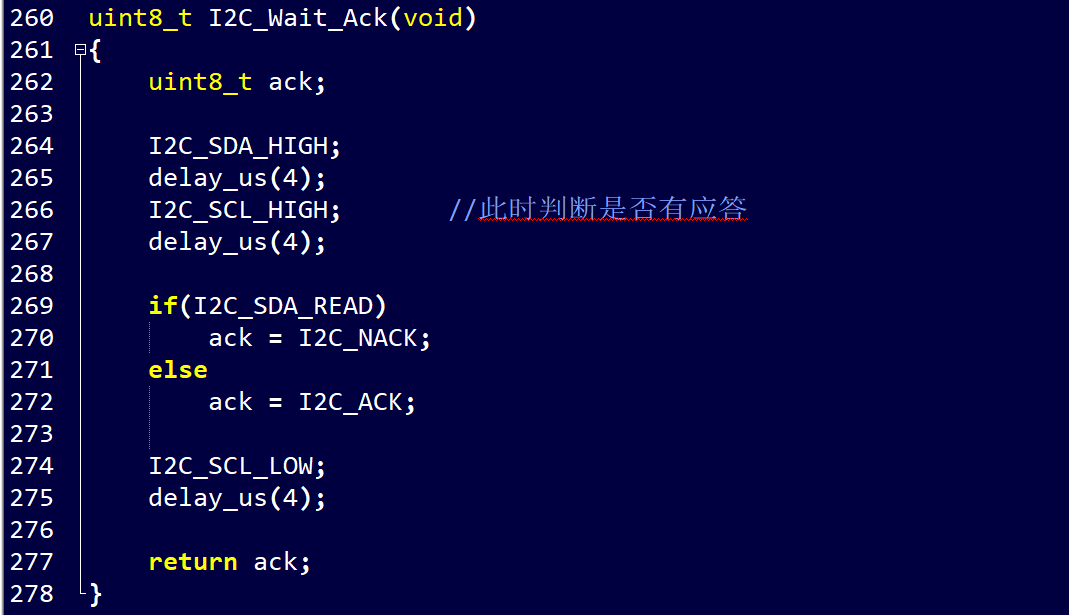 260 uint8_t I2C_Wait_Ack(void)
261 {
262     uint8_t ack;
263
264     I2C_SDA_HIGH;
265     delay_us(4);
266     I2C_SCL_HIGH;       //此时判断是否有应答
267     delay_us(4);
268
269     if(I2C_SDA_READ)
270         ack = I2C_NACK;
271     else
272         ack = I2C_ACK;
273
274     I2C_SCL_LOW;
275     delay_us(4);
276
277     return ack;
278 }